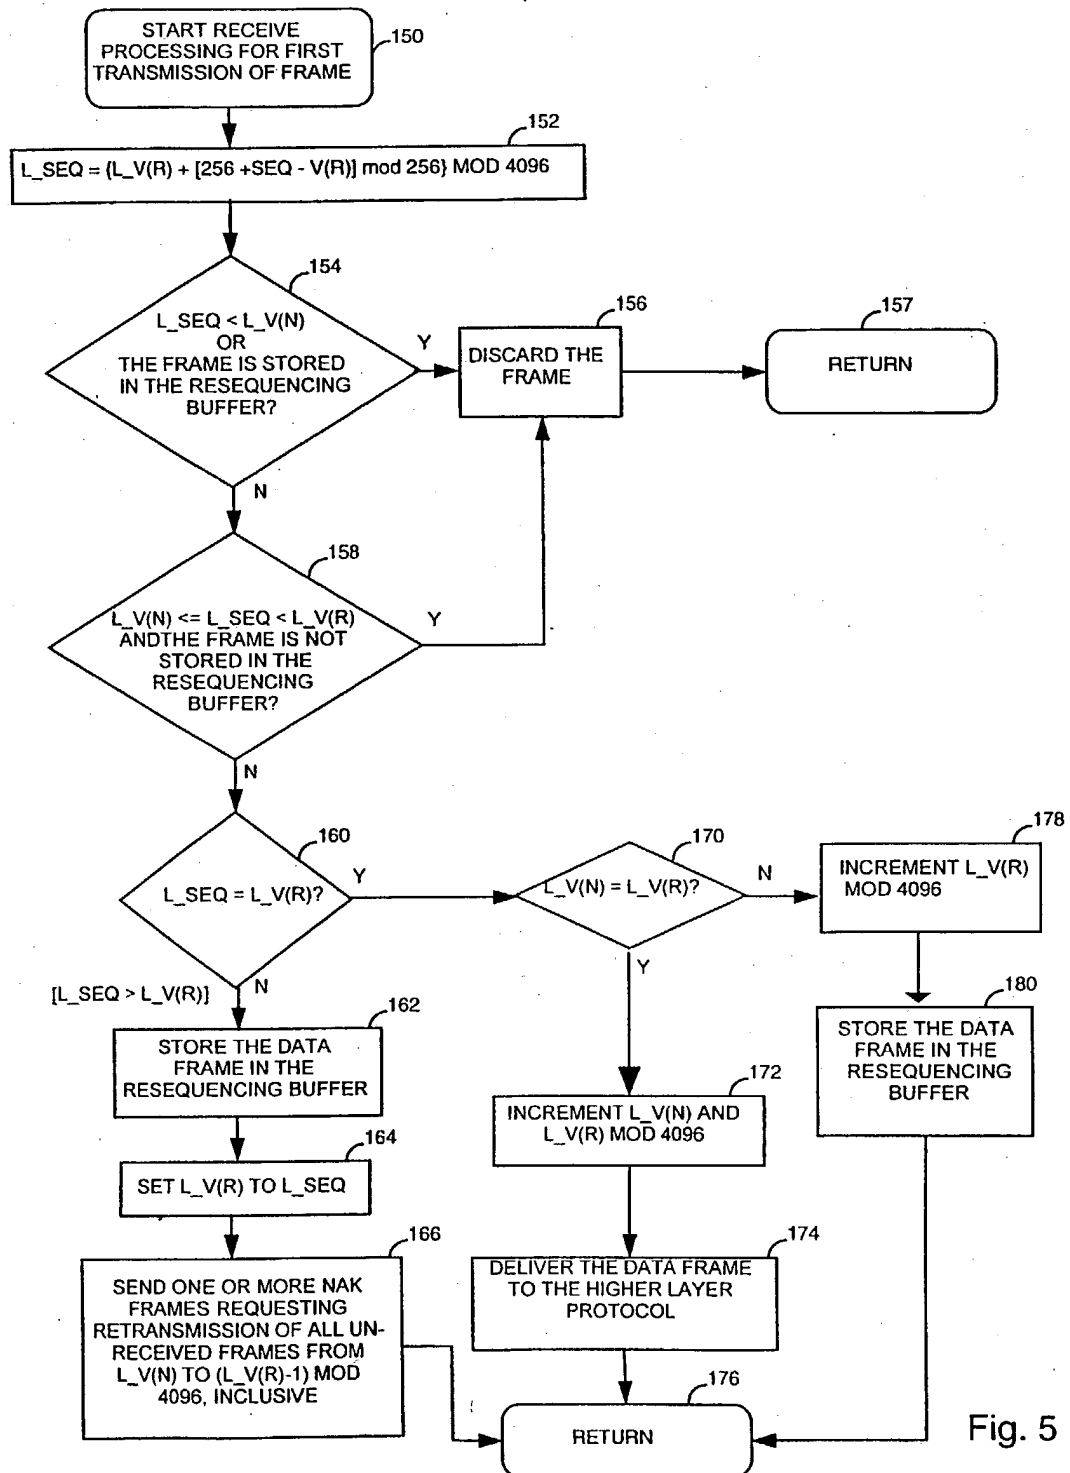 START RECEIVE
PROCESSING FOR FIRST
TRANSMISSION OF FRAME
150
152
L_SEQ = {L_V(R) + [256 +SEQ - V(R)] mod 256} MOD 4096
154
L_SEQ < L_V(N)
OR
THE FRAME IS STORED
IN THE RESEQUENCING
BUFFER?
Y
156
DISCARD THE
FRAME
157
RETURN
N
158
L_V(N) <= L_SEQ < L_V(R)
ANDTHE FRAME IS NOT
STORED IN THE
RESEQUENCING
BUFFER?
Y
N
160
L_SEQ = L_V(R)?
Y
170
L_V(N) = L_V(R)?
N
178
INCREMENT L_V(R)
MOD 4096
[L_SEQ > L_V(R)]
N
Y
162
STORE THE DATA
FRAME IN THE
RESEQUENCING BUFFER
180
STORE THE DATA
FRAME IN THE
RESEQUENCING
BUFFER
172
INCREMENT L_V(N) AND
L_V(R) MOD 4096
164
SET L_V(R) TO L_SEQ
166
SEND ONE OR MORE NAK
FRAMES REQUESTING
RETRANSMISSION OF ALL UN-
RECEIVED FRAMES FROM
L_V(N) TO (L_V(R)-1) MOD
4096, INCLUSIVE
174
DELIVER THE DATA FRAME
TO THE HIGHER LAYER
PROTOCOL
176
RETURN
Fig. 5